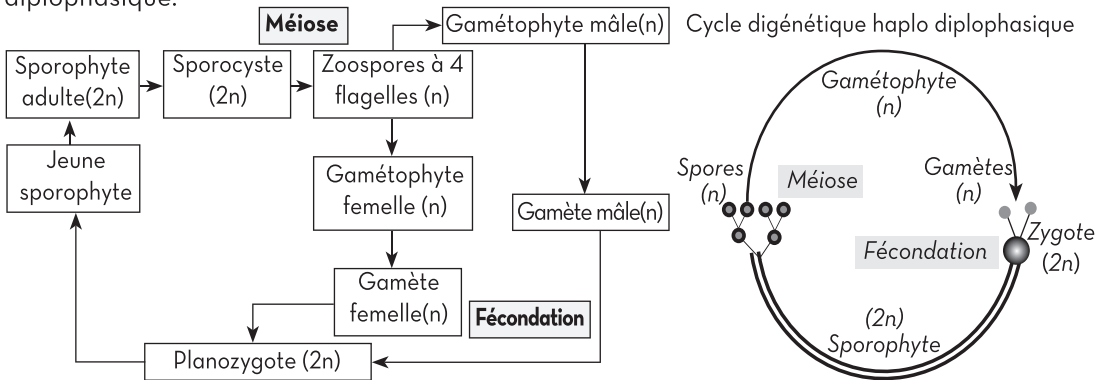 diplophasique.
Méiose
Gamétophyte mâle(n)
Sporophyte
adulte(2n)
Sporocyste
(2n)
Zoospores à 4
flagelles (n)
Jeune
sporophyte
Gamétophyte
femelle (n)
Gamète mâle(n)
Gamète
femelle(n)
Fécondation
Planozygote (2n)
Cycle digénétique haplo diplophasique
Gamétophyte
(n)
Spores
(n)
Méiose
Gamètes
(n)
Fécondation
Zygote
(2n)
(2n)
Sporophyte